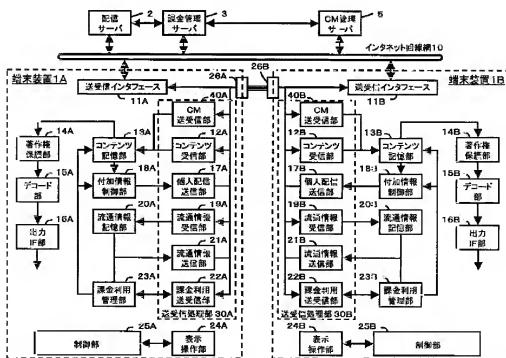 配信
サーバ
2
課金管理
サーバ
3
CM管理
サーバ
5
インタネット回線網10
端末装置1A
送受信インタフェース
11A
26A
26B
端末装置1B
送受信インタフェース
11B
40A
CM
送受信部
14A
著作権
保護部
13A
コンテンツ
記憶部
12A
コンテンツ
受信部
15A
デコード
部
18A
付加情報
制御部
17A
個人配信
送信部
16A
出力
IF部
20A
流通情報
記憶部
19A
流通情報
受信部
21A
流通情報
送信部
23A
課金利用
管理部
22A
課金利用
送受信部
送受信処理部 30A
25A
制御部
24A
表示
操作部
40B
CM
送受信部
12B
コンテンツ
受信部
13B
コンテンツ
記憶部
14B
著作権
保護部
17B
個人配信
送信部
18B
付加情報
制御部
15B
デコード
部
19B
流通情報
受信部
20B
流通情報
記憶部
16B
出力
IF部
21B
流通情報
送信部
22B
課金利用
送受信部
23B
課金利用
管理部
送受信処理部 30B
24B
表示
操作部
25B
制御部